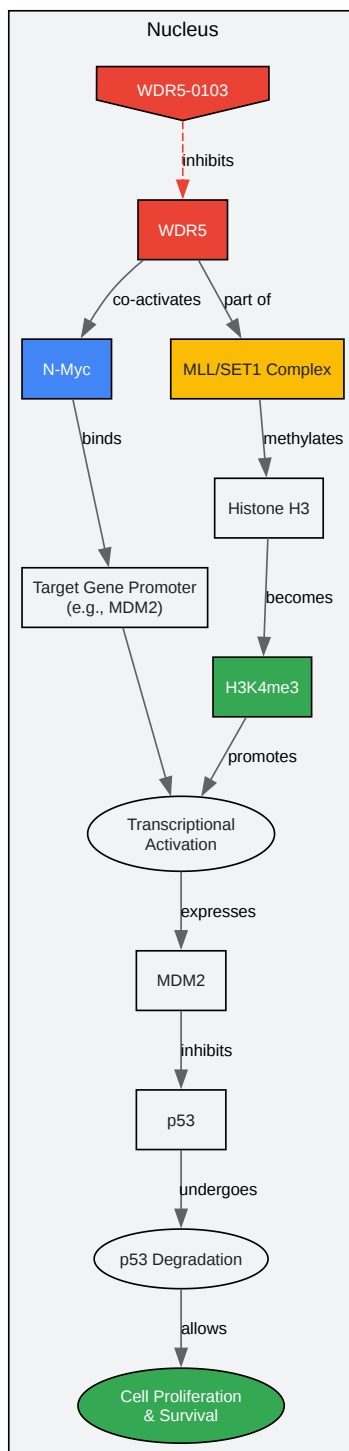 Nucleus
WDR5-0103
inhibits
WDR5
co-activates
part of
N-Myc
MLL/SET1 Complex
binds
methylates
Histone H3
Target Gene Promoter
(e.g., MDM2)
becomes
H3K4me3
promotes
Transcriptional
Activation
expresses
MDM2
inhibits
p53
undergoes
p53 Degradation
allows
Cell Proliferation
& Survival